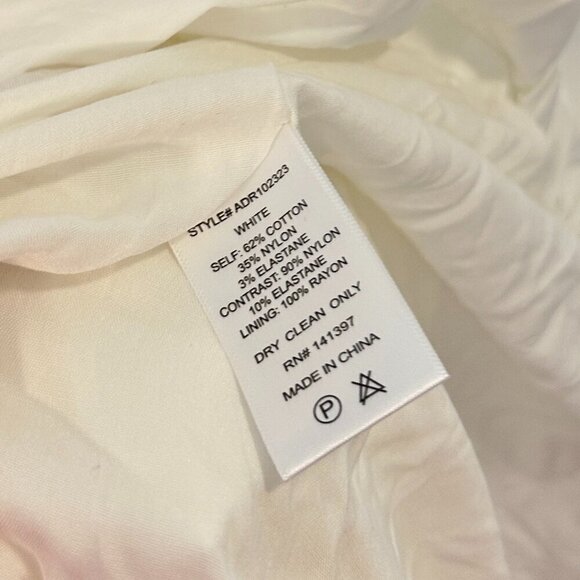 STYLE# ADR102323
WHITE
SELF: 62% COTTON
35% NYLON
3% ELASTANE
CONTRAST: 90% NYLON
10% ELASTANE
LINING: 100% RAYON
DRY CLEAN ONLY
RN# 141397
MADE IN CHINA
P